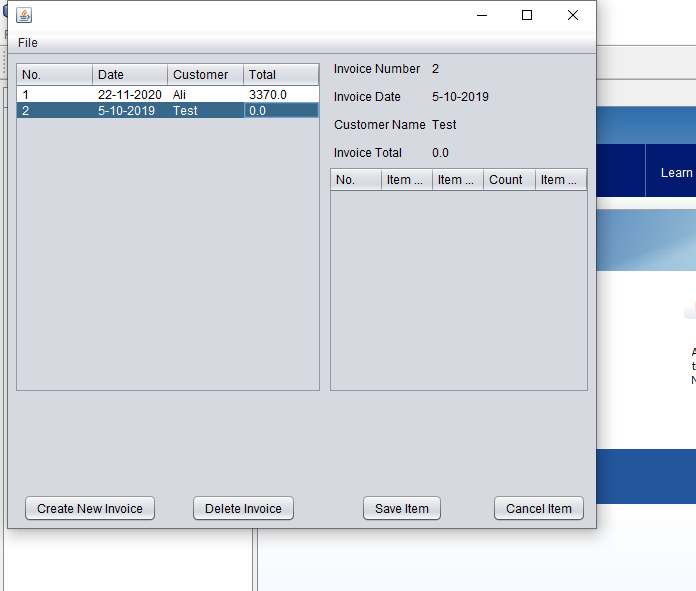 File
No. Date Customer Total
1 22-11-2020 Ali 3370.0
2 5-10-2019 Test 0.0
Invoice Number 2
Invoice Date 5-10-2019
Customer Name Test
Invoice Total 0.0
No. Item ... Item ... Count Item ...
Create New Invoice Delete Invoice Save Item Cancel Item
Learn